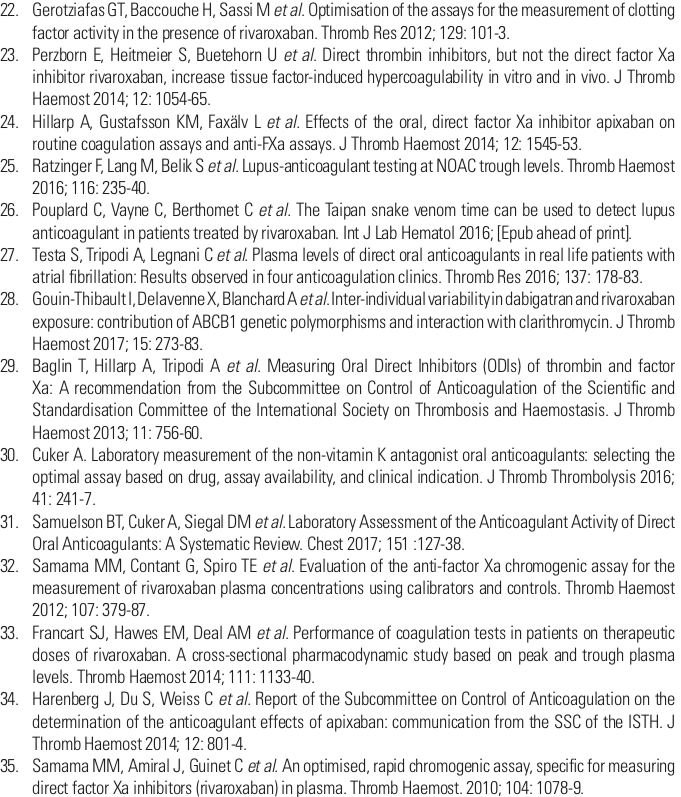 22. Gerotziafas GT, Baccouche H, Sassi M et al. Optimisation of the assays for the measurement of clotting
factor activity in the presence of rivaroxaban. Thromb Res 2012; 129: 101-3.
23. Perzborn E, Heitmeier S, Buetehorn U et al. Direct thrombin inhibitors, but not the direct factor Xa
inhibitor rivaroxaban, increase tissue factor-induced hypercoagulability in vitro and in vivo. J Thromb
Haemost 2014; 12: 1054-65.
24. Hillarp A, Gustafsson KM, Faxälv L et al. Effects of the oral, direct factor Xa inhibitor apixaban on
routine coagulation assays and anti-FXa assays. J Thromb Haemost 2014; 12: 1545-53.
25. Ratzinger F, Lang M, Belik S et al. Lupus-anticoagulant testing at NOAC trough levels. Thromb Haemost
2016; 116: 235-40.
26. Pouplard C, Vayne C, Berthomet C et al. The Taipan snake venom time can be used to detect lupus
anticoagulant in patients treated by rivaroxaban. Int J Lab Hematol 2016; [Epub ahead of print].
27. Testa S, Tripodi A, Legnani C et al. Plasma levels of direct oral anticoagulants in real life patients with
atrial fibrillation: Results observed in four anticoagulation clinics. Thromb Res 2016; 137: 178-83.
28. Gouin-Thibault I, Delavenne X, Blanchard A et al. Inter-individual variability in dabigatran and rivaroxaban
exposure: contribution of ABCB1 genetic polymorphisms and interaction with clarithromycin. J Thromb
Haemost 2017; 15: 273-83.
29. Baglin T, Hillarp A, Tripodi A et al. Measuring Oral Direct Inhibitors (ODIs) of thrombin and factor
Xa: A recommendation from the Subcommittee on Control of Anticoagulation of the Scientific and
Standardisation Committee of the International Society on Thrombosis and Haemostasis. J Thromb
Haemost 2013; 11: 756-60.
30. Cuker A. Laboratory measurement of the non-vitamin K antagonist oral anticoagulants: selecting the
optimal assay based on drug, assay availability, and clinical indication. J Thromb Thrombolysis 2016;
41: 241-7.
31. Samuelson BT, Cuker A, Siegal DM et al. Laboratory Assessment of the Anticoagulant Activity of Direct
Oral Anticoagulants: A Systematic Review. Chest 2017; 151 :127-38.
32. Samama MM, Contant G, Spiro TE et al. Evaluation of the anti-factor Xa chromogenic assay for the
measurement of rivaroxaban plasma concentrations using calibrators and controls. Thromb Haemost
2012; 107: 379-87.
33. Francart SJ, Hawes EM, Deal AM et al. Performance of coagulation tests in patients on therapeutic
doses of rivaroxaban. A cross-sectional pharmacodynamic study based on peak and trough plasma
levels. Thromb Haemost 2014; 111: 1133-40.
34. Harenberg J, Du S, Weiss C et al. Report of the Subcommittee on Control of Anticoagulation on the
determination of the anticoagulant effects of apixaban: communication from the SSC of the ISTH. J
Thromb Haemost 2014; 12: 801-4.
35. Samama MM, Amiral J, Guinet C et al. An optimised, rapid chromogenic assay, specific for measuring
direct factor Xa inhibitors (rivaroxaban) in plasma. Thromb Haemost. 2010; 104: 1078-9.